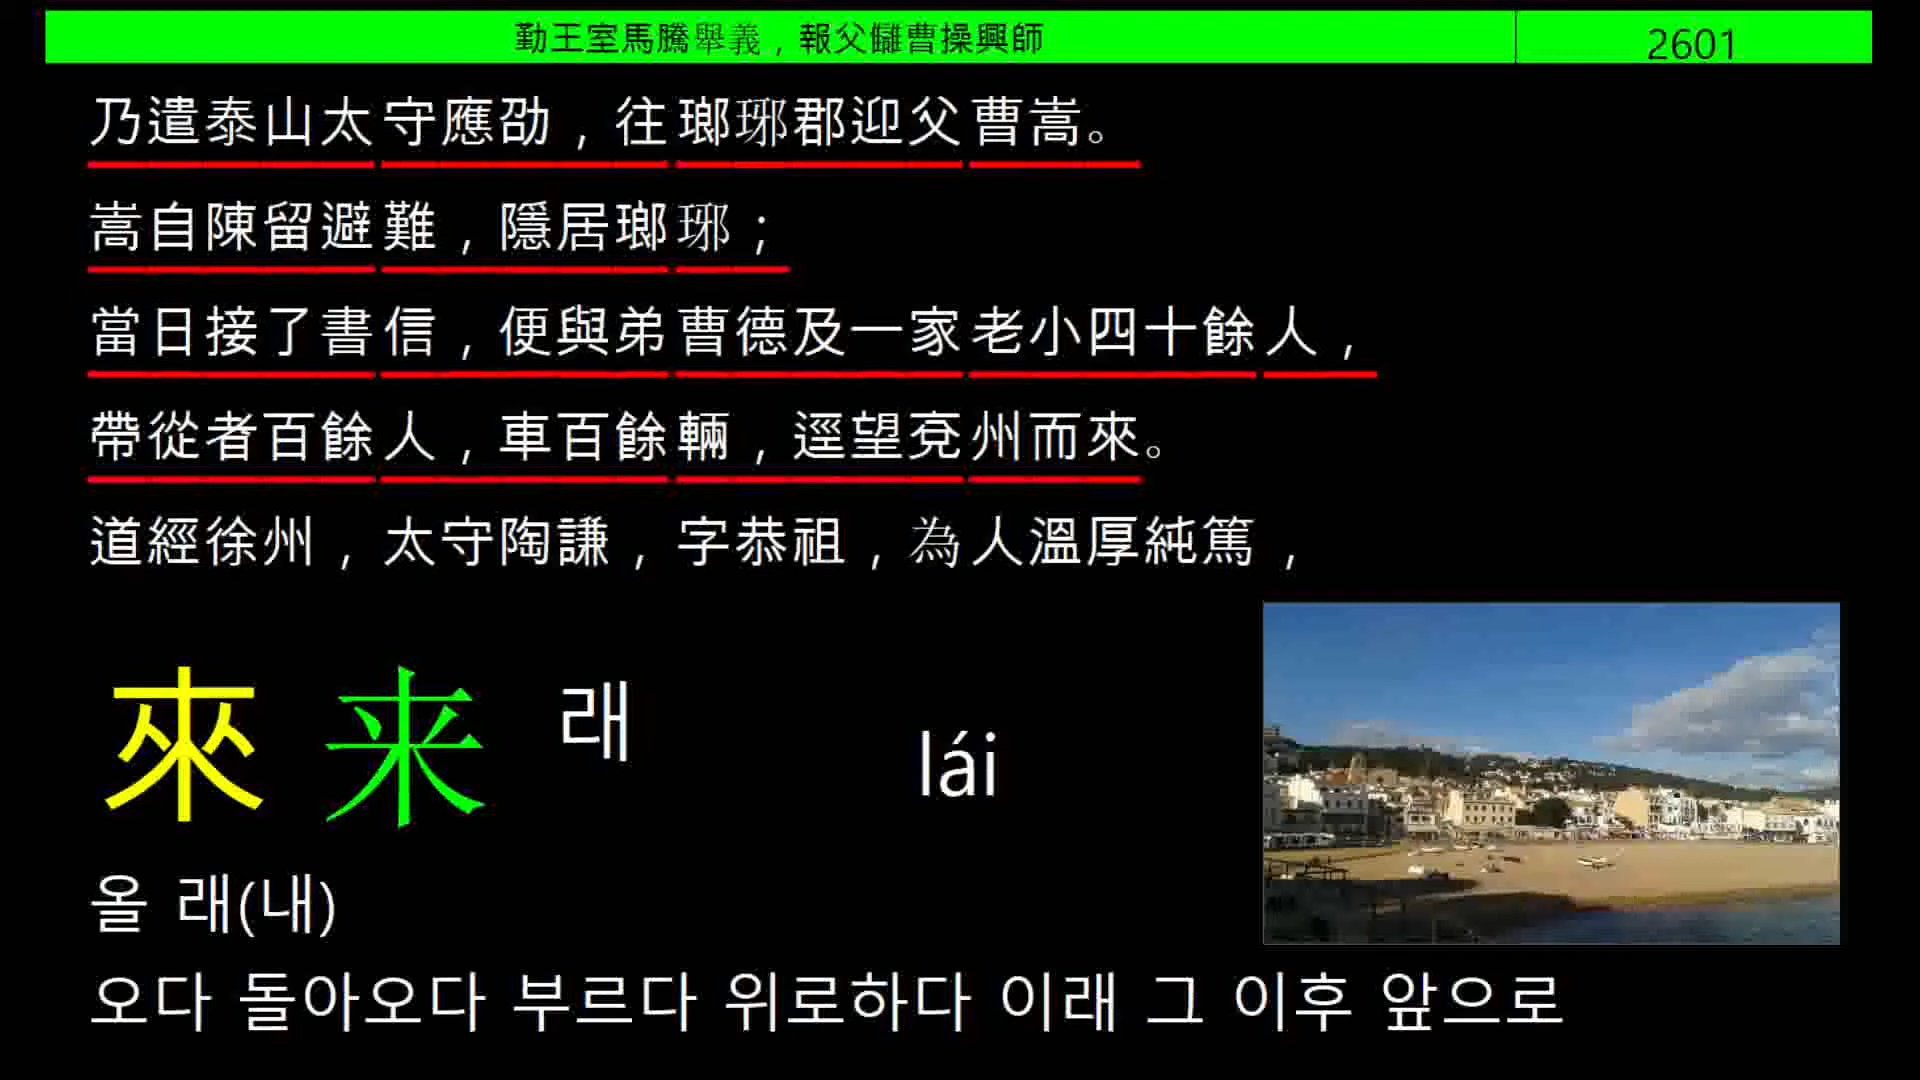 勤王室馬騰舉義，報父讎曹操興師
2601
乃遣泰山太守應劭，往瑯琊郡迎父曹嵩。
嵩自陳留避難，隱居瑯琊；
當日接了書信，便與弟曹德及一家老小四十餘人，
帶從者百餘人，車百餘輛，逕望兗州而來。
道經徐州，太守陶謙，字恭祖，為人溫厚純篤，
來 来 래 lái
올 래(내)
오다 돌아오다 부르다 위로하다 이래 그 이후 앞으로